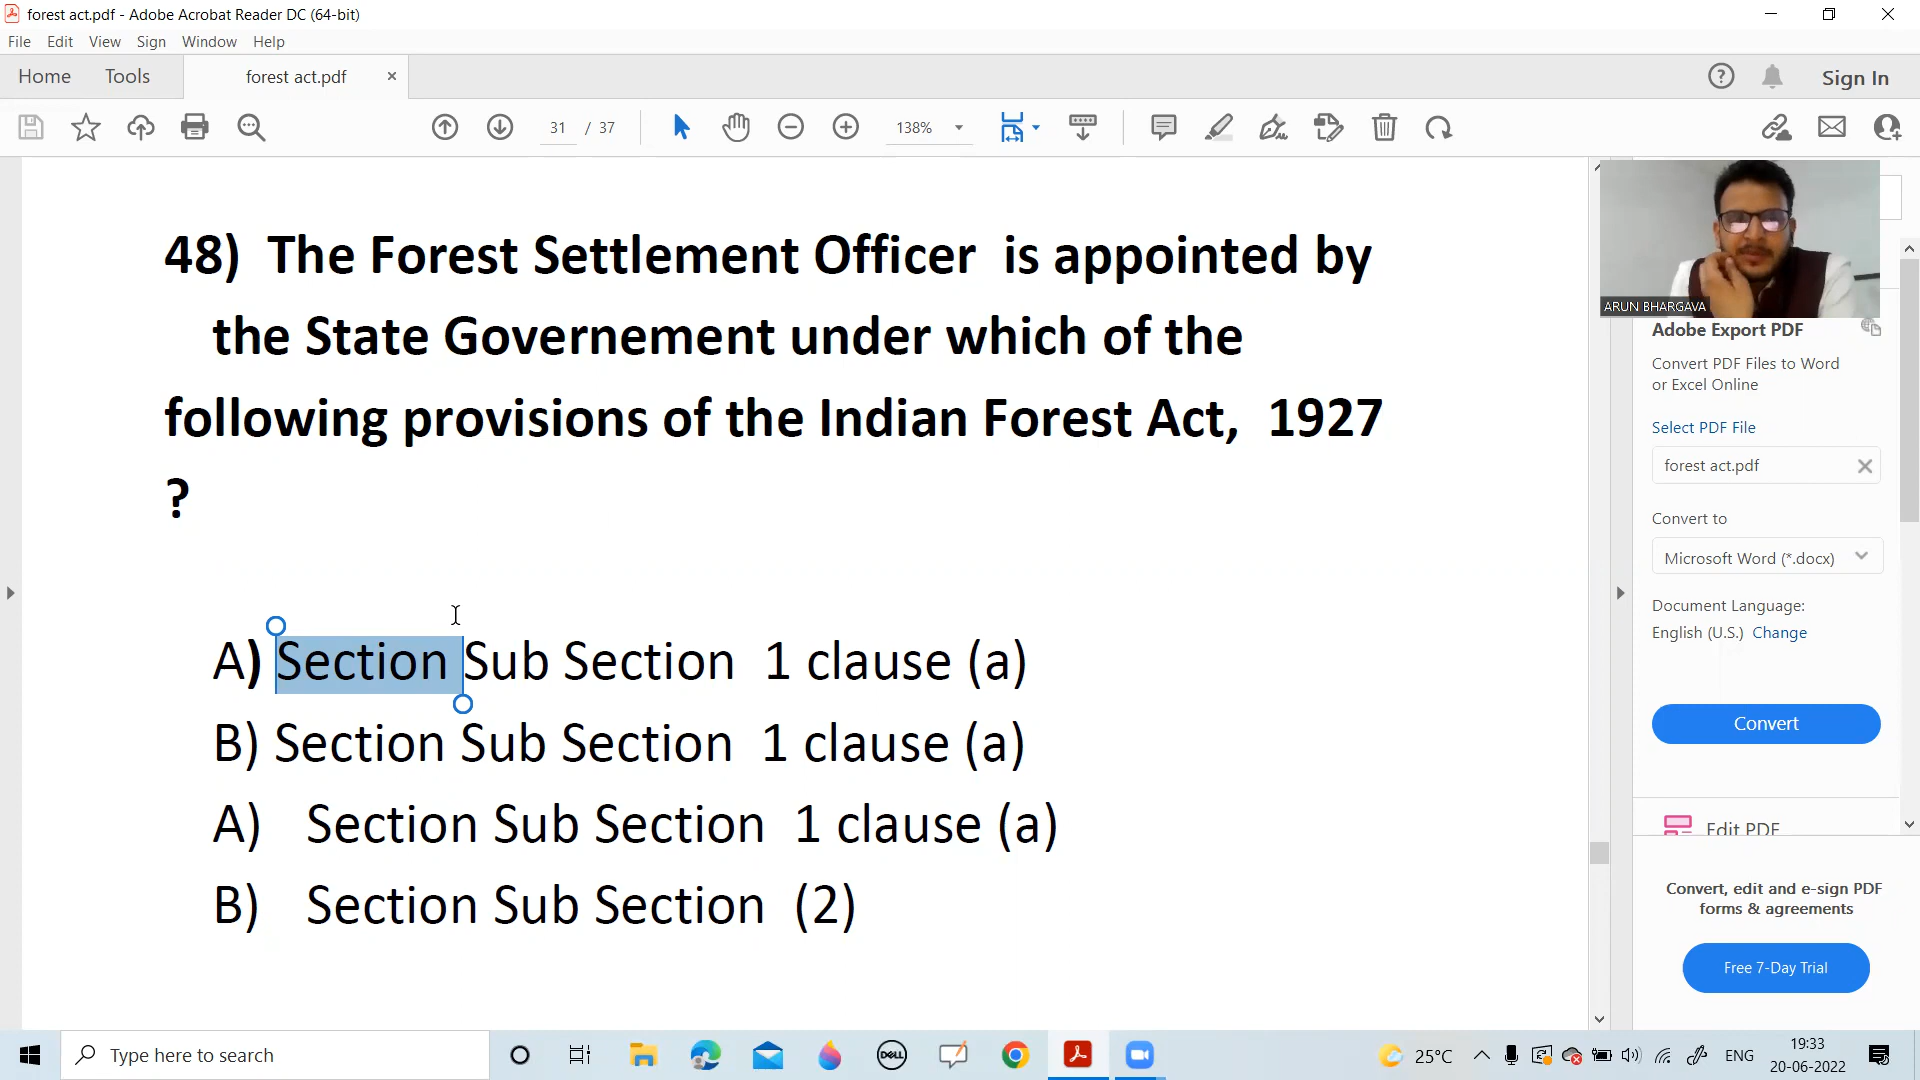 forest act.pdf - Adobe Acrobat Reader DC (64-bit)
File Edit View Sign Window Help
Home Tools forest act.pdf × Sign In
31 / 37 138%
48) The Forest Settlement Officer is appointed by
the State Governement under which of the
following provisions of the Indian Forest Act, 1927
?
A) Section Sub Section 1 clause (a)
B) Section Sub Section 1 clause (a)
A) Section Sub Section 1 clause (a)
B) Section Sub Section (2)
ARUN BHARGAVA
Adobe Export PDF
Convert PDF Files to Word
or Excel Online
Select PDF File
forest act.pdf
Convert to
Microsoft Word (*.docx)
Document Language:
English (U.S.) Change
Convert
Edit PDF
Convert, edit and e-sign PDF
forms & agreements
Free 7-Day Trial
Type here to search
DELL
25°C
ENG
19:33
20-06-2022